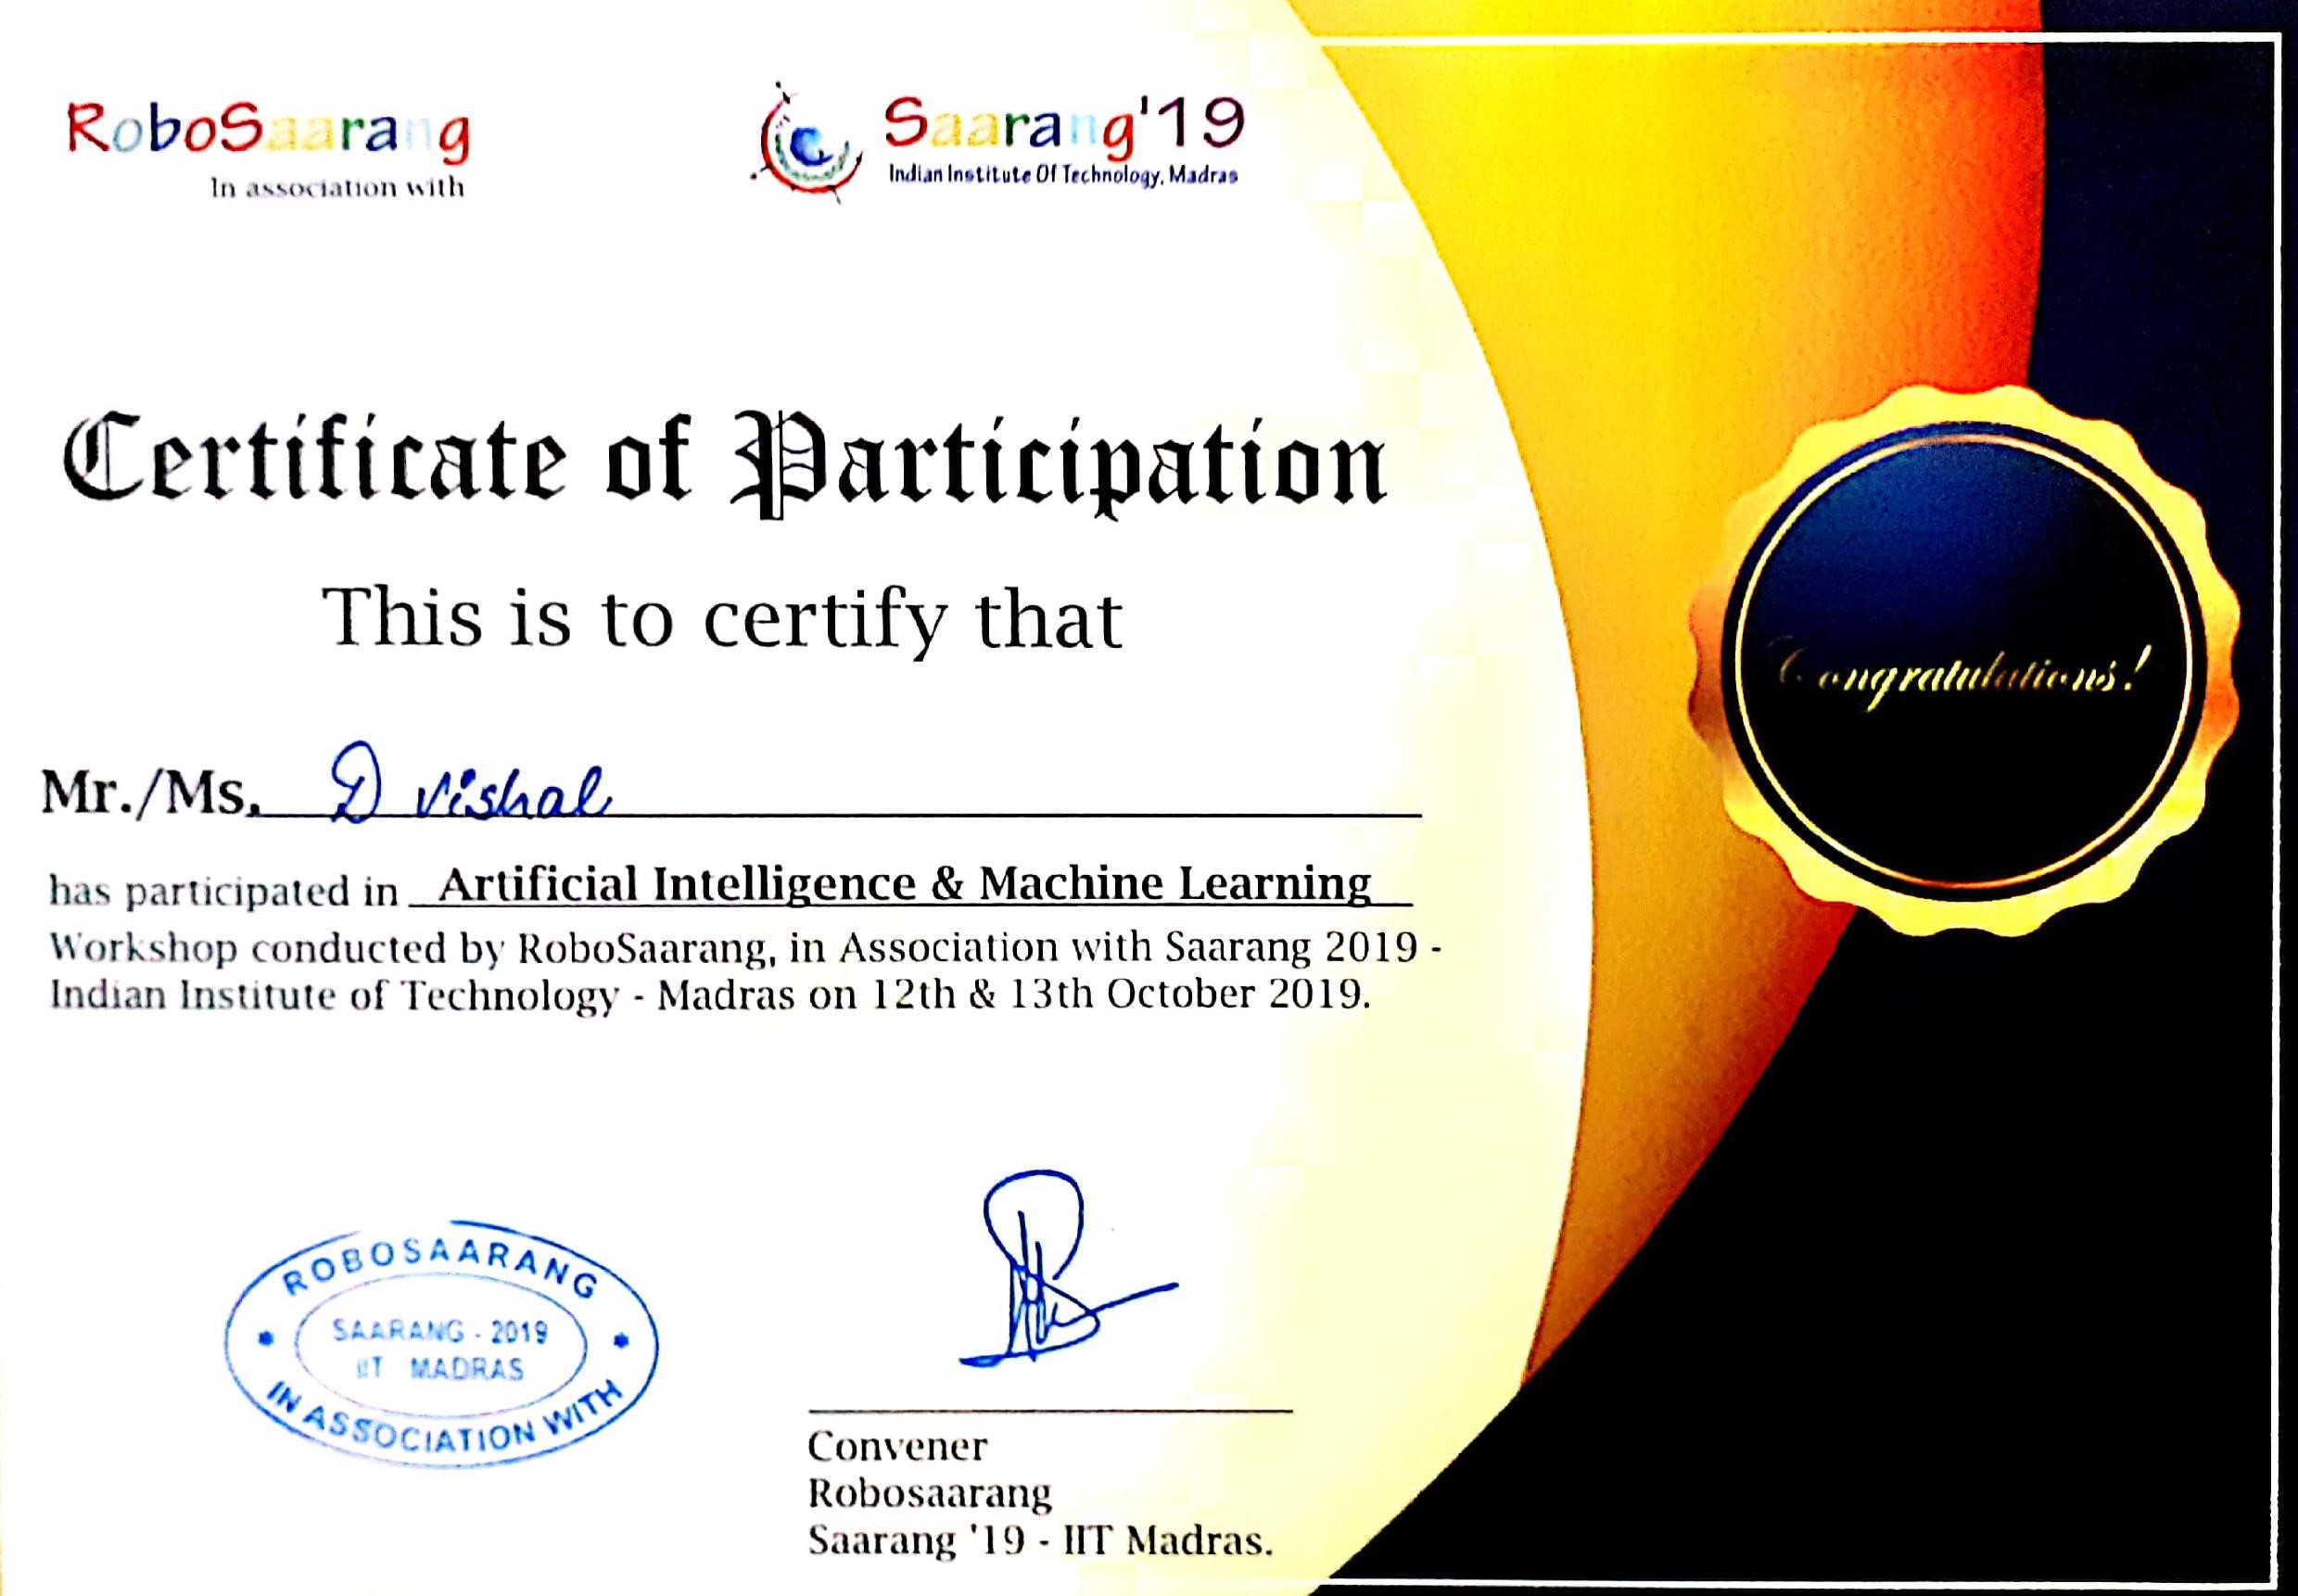 RoboSaarang
In association with
Saarang'19
Indian Institute Of Technology, Madras
Certificate of Participation
This is to certify that
Mr./Ms. D Vishal
has participated in Artificial Intelligence & Machine Learning
Workshop conducted by RoboSaarang, in Association with Saarang 2019 -
Indian Institute of Technology - Madras on 12th & 13th October 2019.
Congratulations!
ROBOSAARANG
SAARANG - 2019
IIT MADRAS
IN ASSOCIATION WITH
Convener
Robosaarang
Saarang '19 - IIT Madras.